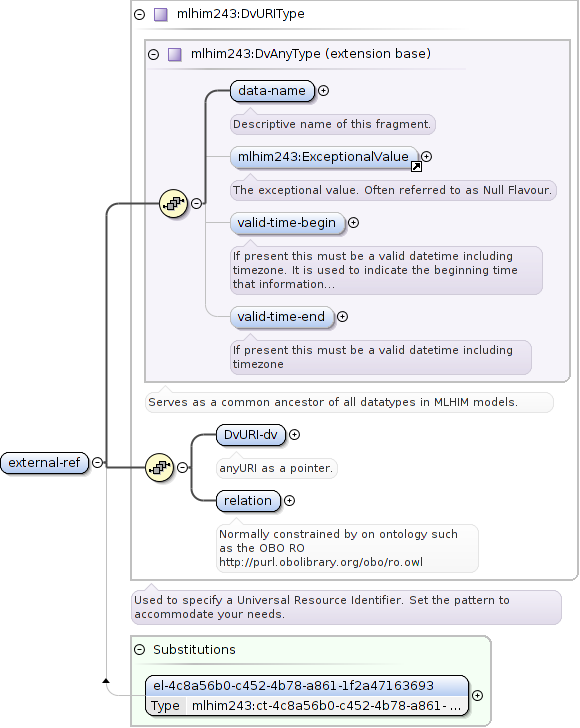 mlhim243:DvURIType
mlhim243:DvAnyType (extension base)
data-name
Descriptive name of this fragment.
mlhim243:ExceptionalValue
The exceptional value. Often referred to as Null Flavour.
valid-time-begin
If present this must be a valid datetime including
timezone. It is used to indicate the beginning time
that information...
valid-time-end
If present this must be a valid datetime including
timezone
Serves as a common ancestor of all datatypes in MLHIM models.
external-ref
DvURI-dv
anyURI as a pointer.
relation
Normally constrained by on ontology such
as the OBO RO
http://purl.obolibrary.org/obo/ro.owl
Used to specify a Universal Resource Identifier. Set the pattern to
accommodate your needs.
Substitutions
el-4c8a56b0-c452-4b78-a861-1f2a47163693
Type mlhim243:ct-4c8a56b0-c452-4b78-a861- ...